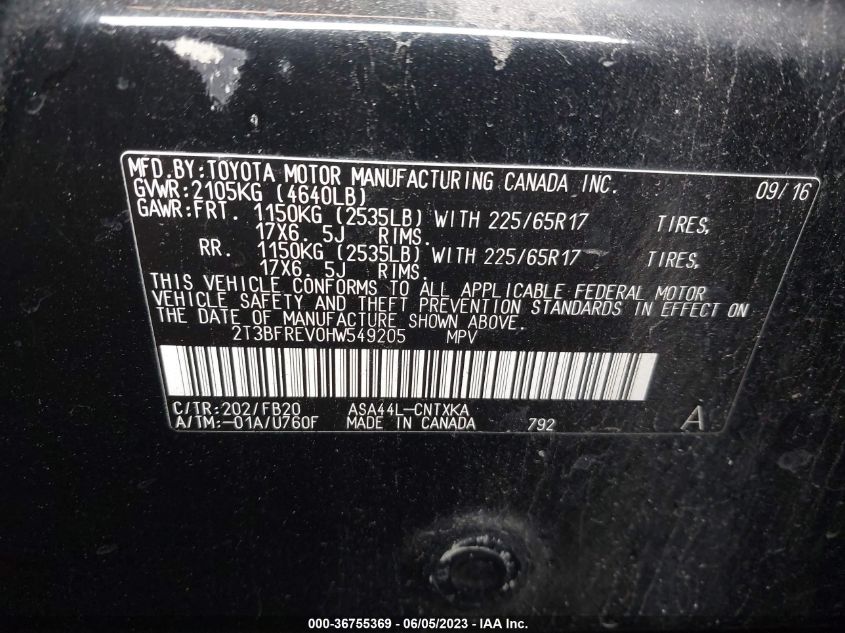 MFD.BY:TOYOTA MOTOR MANUFACTURING CANADA INC. 09/16
GVWR:2105KG (4640LB)
GAWR:FRT. 1150KG (2535LB) WITH 225/65R17 TIRES,
17X6. 5J RIMS.
RR. 1150KG (2535LB) WITH 225/65R17 TIRES,
17X6. 5J RIMS.
THIS VEHICLE CONFORMS TO ALL APPLICABLE FEDERAL MOTOR
VEHICLE SAFETY AND THEFT PREVENTION STANDARDS IN EFFECT ON
THE DATE OF MANUFACTURE SHOWN ABOVE.
2T3BFREV0HW549205 MPV
C/TR:202/FB20 ASA44L-CNTXKA
A/TM:-01A/U760F MADE IN CANADA 792 A
000-36755369 - 06/05/2023 - IAA Inc.